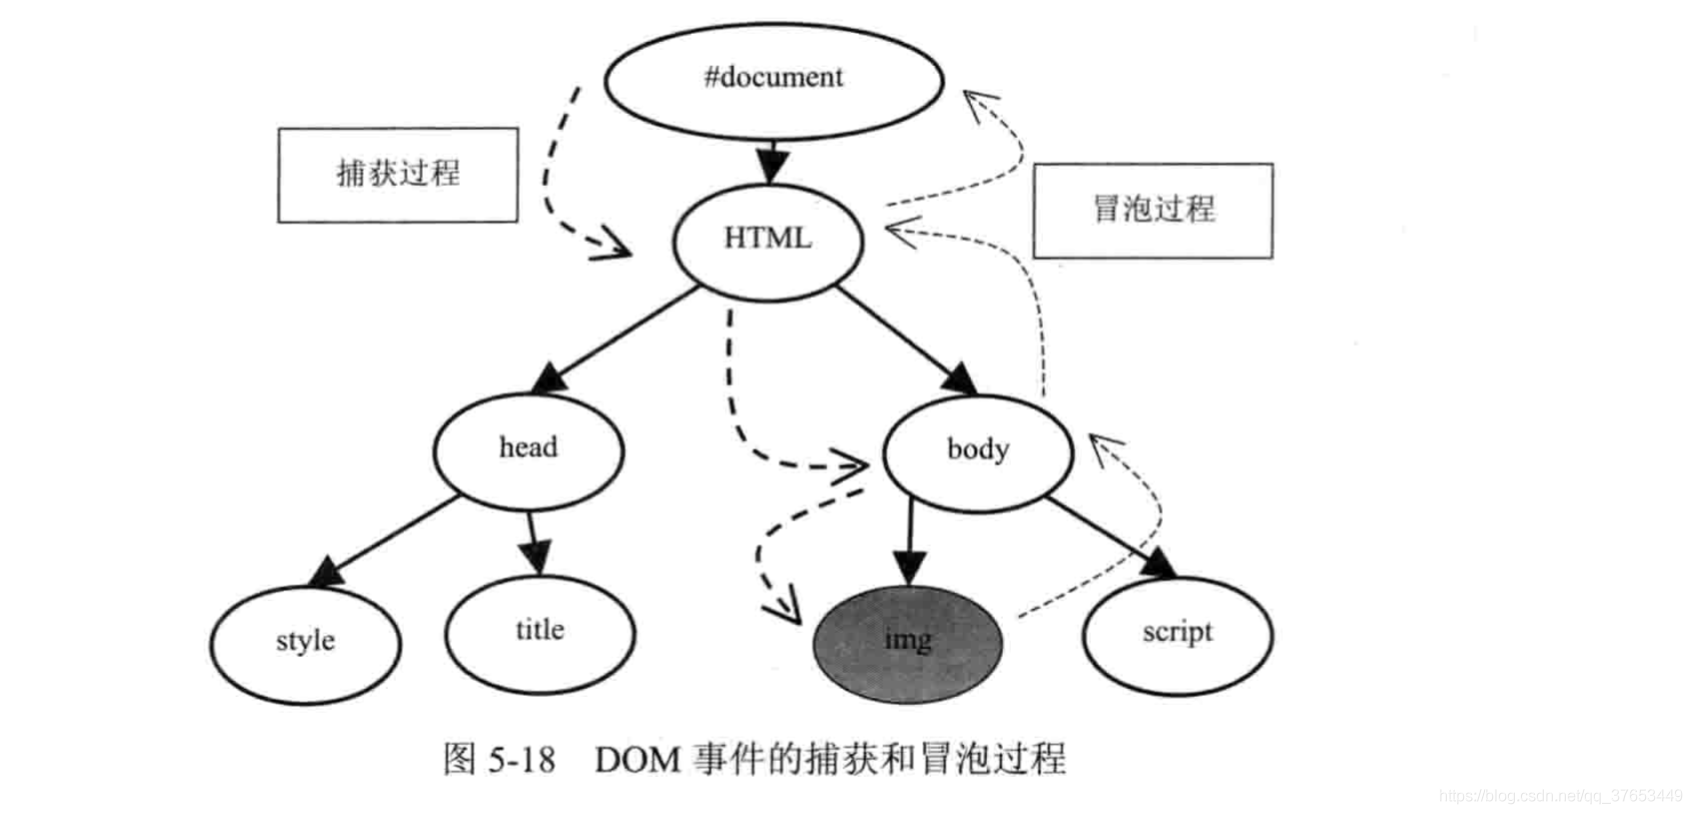 #document
捕获过程
冒泡过程
HTML
head
body
style
title
img
script
图 5-18 DOM 事件的捕获和冒泡过程
https://blog.csdn.net/qq_37653449